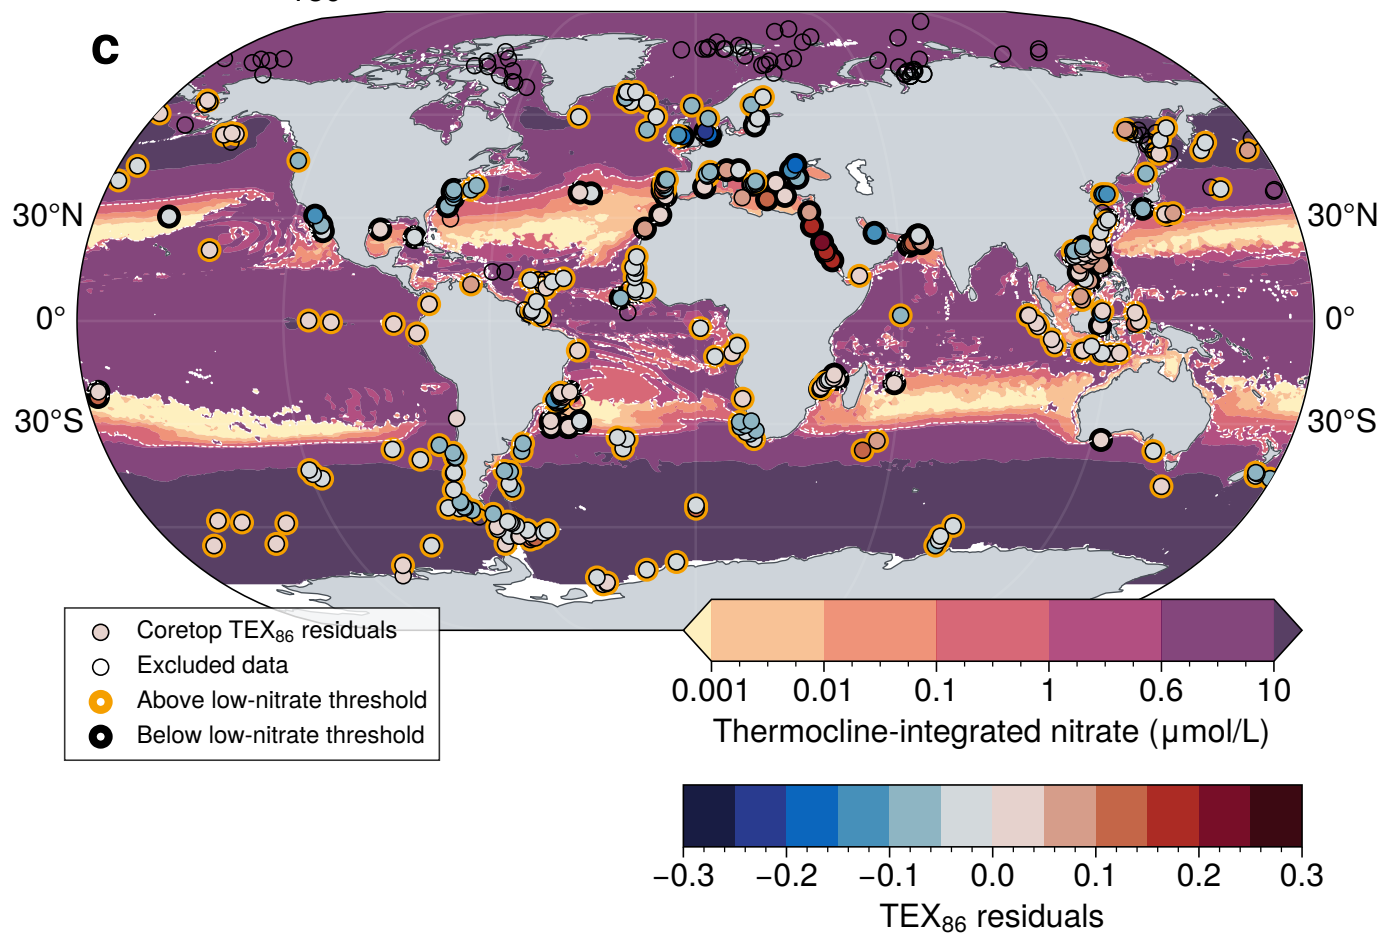 c
30°N
30°N
0°
0°
30°S
30°S
Coretop TEX86 residuals
Excluded data
Above low-nitrate threshold
Below low-nitrate threshold
0.001 0.01 0.1 1 0.6 10
Thermocline-integrated nitrate (µmol/L)
−0.3 −0.2 −0.1 0.0 0.1 0.2 0.3
TEX86 residuals